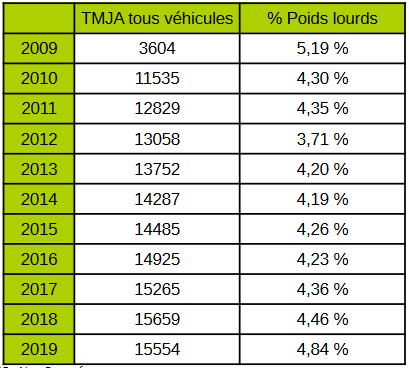 TMJA tous véhicules % Poids lourds
2009 3604 5,19 %
2010 11535 4,30 %
2011 12829 4,35 %
2012 13058 3,71 %
2013 13752 4,20 %
2014 14287 4,19 %
2015 14485 4,26 %
2016 14925 4,23 %
2017 15265 4,36 %
2018 15659 4,46 %
2019 15554 4,84 %